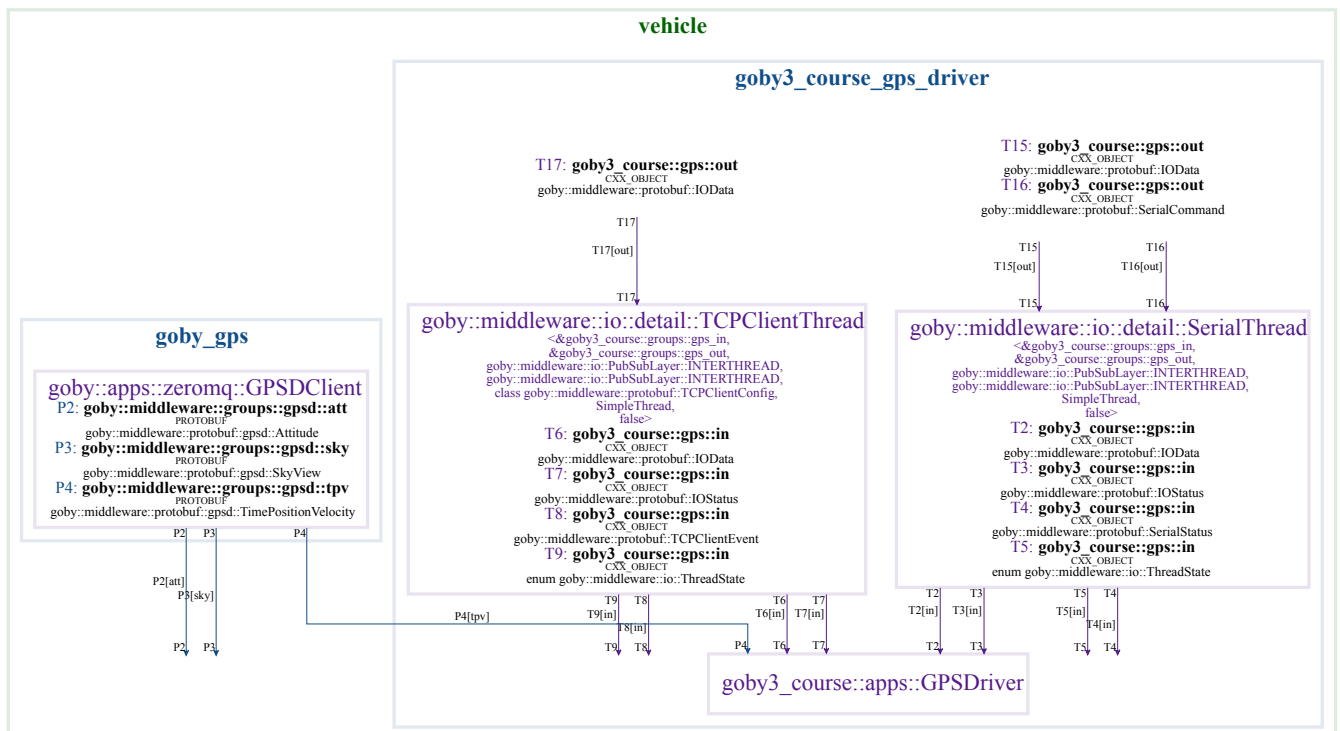 vehicle
goby3_course_gps_driver
T17: goby3_course::gps::out
CXX_OBJECT
goby::middleware::protobuf::IOData
T15: goby3_course::gps::out
CXX_OBJECT
goby::middleware::protobuf::IOData
T16: goby3_course::gps::out
CXX_OBJECT
goby::middleware::protobuf::SerialCommand
T17
T17[out]
T17
T15
T15[out]
T15
T16
T16[out]
T16
goby_gps
goby::apps::zeromq::GPSDClient
P2: goby::middleware::groups::gpsd::att
PROTOBUF
goby::middleware::protobuf::gpsd::Attitude
P3: goby::middleware::groups::gpsd::sky
PROTOBUF
goby::middleware::protobuf::gpsd::SkyView
P4: goby::middleware::groups::gpsd::tpv
PROTOBUF
goby::middleware::protobuf::gpsd::TimePositionVelocity
goby::middleware::io::detail::TCPClientThread
<&goby3_course::groups::gps_in,
&goby3_course::groups::gps_out,
goby::middleware::io::PubSubLayer::INTERTHREAD,
goby::middleware::io::PubSubLayer::INTERTHREAD,
class goby::middleware::protobuf::TCPClientConfig,
SimpleThread,
false>
T6: goby3_course::gps::in
CXX_OBJECT
goby::middleware::protobuf::IOData
T7: goby3_course::gps::in
CXX_OBJECT
goby::middleware::protobuf::IOStatus
T8: goby3_course::gps::in
CXX_OBJECT
goby::middleware::protobuf::TCPClientEvent
T9: goby3_course::gps::in
CXX_OBJECT
enum goby::middleware::io::ThreadState
goby::middleware::io::detail::SerialThread
<&goby3_course::groups::gps_in,
&goby3_course::groups::gps_out,
goby::middleware::io::PubSubLayer::INTERTHREAD,
goby::middleware::io::PubSubLayer::INTERTHREAD,
SimpleThread,
false>
T2: goby3_course::gps::in
CXX_OBJECT
goby::middleware::protobuf::IOData
T3: goby3_course::gps::in
CXX_OBJECT
goby::middleware::protobuf::IOStatus
T4: goby3_course::gps::in
CXX_OBJECT
goby::middleware::protobuf::SerialStatus
T5: goby3_course::gps::in
CXX_OBJECT
enum goby::middleware::io::ThreadState
P2
P3
P4
P2[att]
P3[sky]
P4[tpv]
P2
P3
P4
T9
T8
T6
T7
T9[in]
T8[in]
T6[in]
T7[in]
T9
T8
T6
T7
T2
T3
T5
T4
T2[in]
T3[in]
T5[in]
T4[in]
T2
T3
T5
T4
goby3_course::apps::GPSDriver